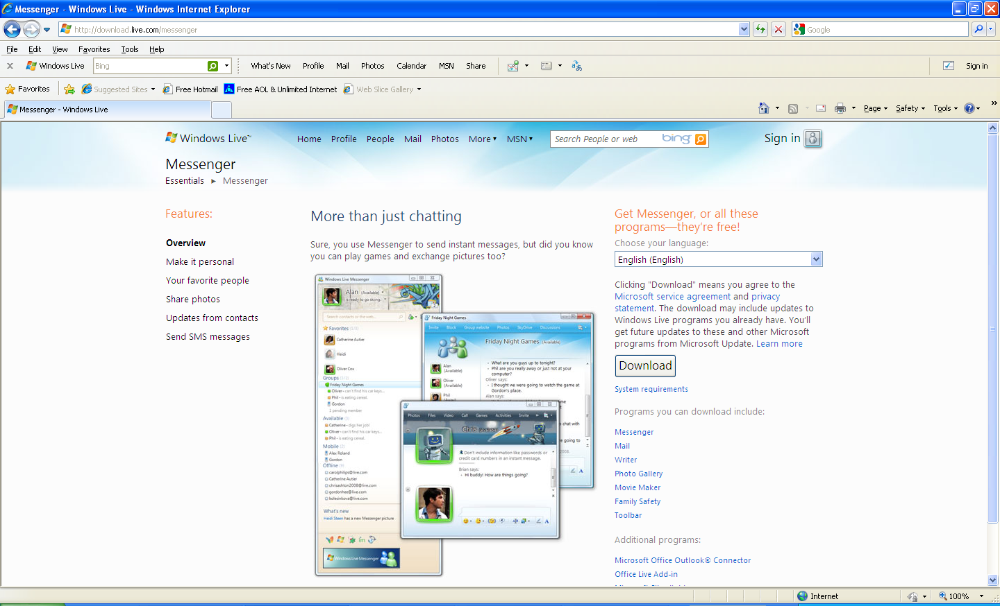 Messenger - Windows Live - Windows Internet Explorer
http://download.live.com/messenger
Google
File Edit View Favorites Tools Help
Windows Live Bing What's New Profile Mail Photos Calendar MSN Share Sign in
Favorites Suggested Sites Free Hotmail Free AOL & Unlimited Internet Web Slice Gallery
Messenger - Windows Live Page Safety Tools
Windows Live™ Home Profile People Mail Photos More MSN Search People or web bing Sign in
Messenger
Essentials Messenger
Features:
Overview
Make it personal
Your favorite people
Share photos
Updates from contacts
Send SMS messages
More than just chatting
Sure, you use Messenger to send instant messages, but did you know
you can play games and exchange pictures too?
Windows Live Messenger
Alan (Available)
is ready to go skiing.
Search contacts or the web...
Favorites (3/3)
Catherine Autier
Heidi
Oliver Cox
Groups (1/1)
Friday Night Games
Oliver - can't find his car keys...
Phil - is eating cereal.
Gordon
1 pending member
Available (3)
Catherine - digs her job!
Oliver - can't find his car keys...
Phil - is eating cereal.
Mobile (2)
Alex Roland
Gordon
Offline (8)
carolphilips@live.com
Catherine Autier
chrisashton2008@live.com
gordonhee@live.com
kolesinkova@live.com
What's new
Heidi Steen has a new Messenger picture
Windows Live Messenger
Friday Night Games
Invite Block Group website Photos SkyDrive Discussions
Friday Night Games (Available)
Alan
(Available)
Oliver
(Available)
Phil
What are you guys up to tonight?
Phil are you really away or just not at your
computer?
Oliver says:
I thought we were going to watch the game at
Gordon's place.
Alan says:
time
chat with
going to
2008.
Photos Files Video Call Games Activities Invite
Chris
Don't include information like passwords or
credit card numbers in an instant message.
Brian says:
Hi buddy: How are things going?
Get Messenger, or all these
programs—they're free!
Choose your language:
English (English)
Clicking "Download" means you agree to the
Microsoft service agreement and privacy
statement. The download may include updates to
Windows Live programs you already have. You'll
get future updates to these and other Microsoft
programs from Microsoft Update. Learn more
Download
System requirements
Programs you can download include:
Messenger
Mail
Writer
Photo Gallery
Movie Maker
Family Safety
Toolbar
Additional programs:
Microsoft Office Outlook® Connector
Office Live Add-in
Internet 100%